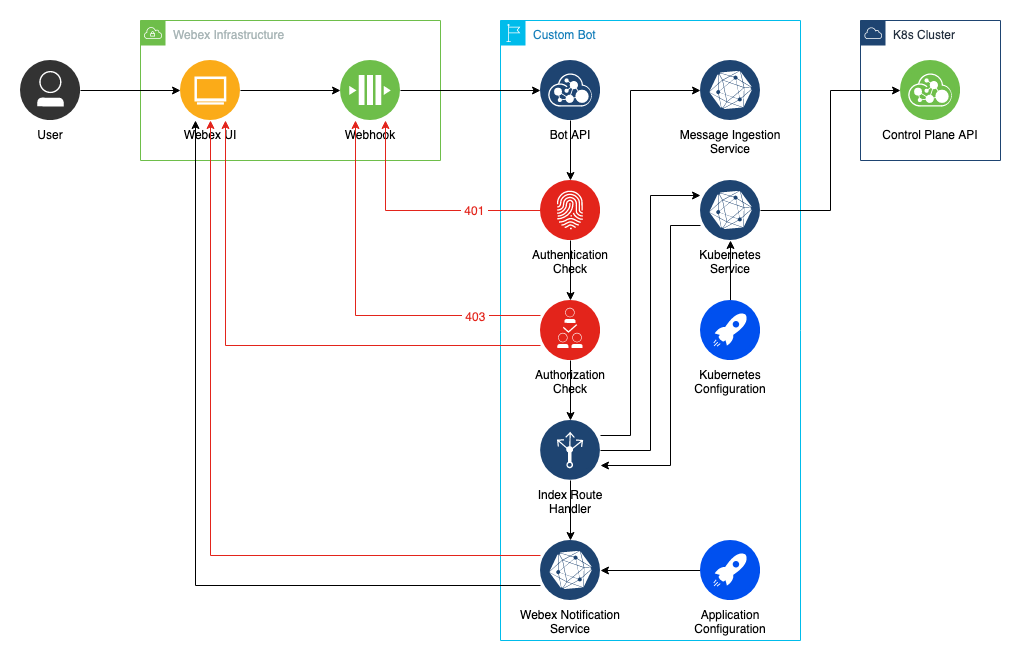 Webex Infrastructure
Custom Bot
K8s Cluster
User
Webex UI
Webhook
Bot API
Message Ingestion
Service
Control Plane API
401
Authentication
Check
Kubernetes
Service
403
Authorization
Check
Kubernetes
Configuration
Index Route
Handler
Webex Notification
Service
Application
Configuration